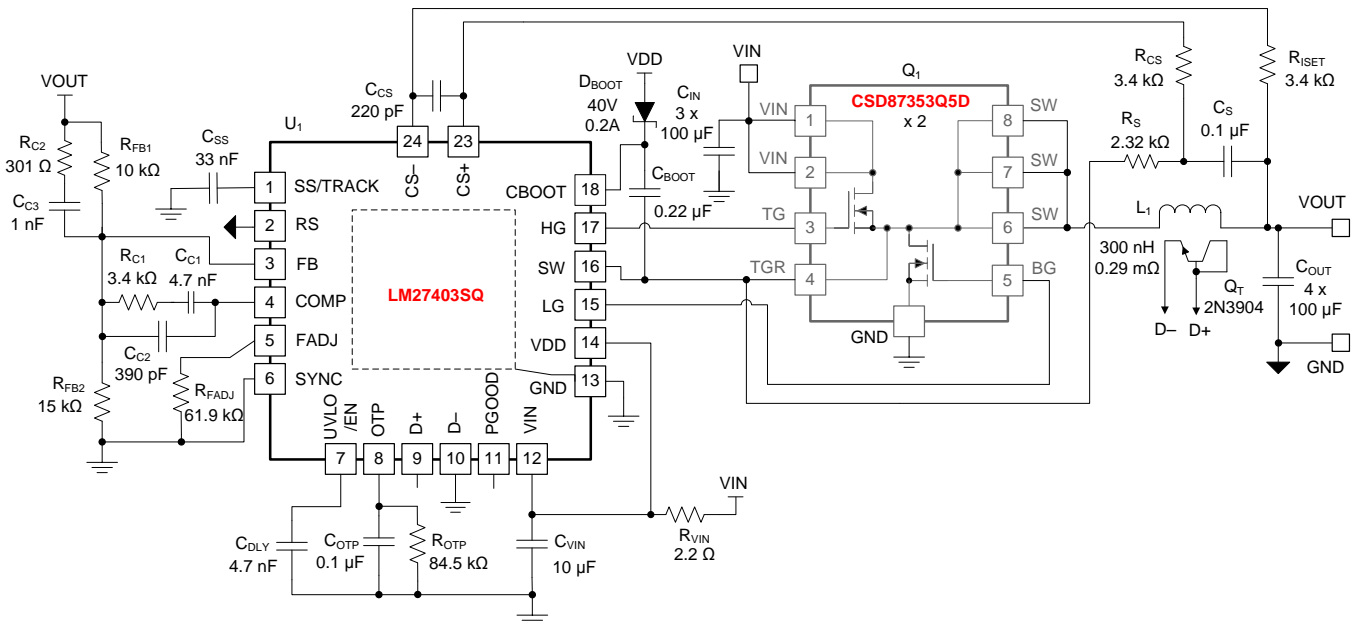 VOUT
RC2
301 Ω
RFB1
10 kΩ
CC3
1 nF
CSS
33 nF
RC1
3.4 kΩ
CC1
4.7 nF
CC2
390 pF
RFB2
15 kΩ
RFADJ
61.9 kΩ
U1
CCS
220 pF
24
23
CS–
CS+
1
SS/TRACK
2
RS
3
FB
4
COMP
5
FADJ
6
SYNC
LM27403SQ
CBOOT
18
HG
17
SW
16
LG
15
VDD
14
GND
13
UVLO
/EN
OTP
D+
D–
PGOOD
VIN
7
8
9
10
11
12
CDLY
4.7 nF
COTP
0.1 µF
ROTP
84.5 kΩ
CVIN
10 µF
RVIN
2.2 Ω
VIN
VDD
DBOOT
40V
0.2A
CBOOT
0.22 µF
CIN
3 x
100 µF
VIN
Q1
CSD87353Q5D
x 2
VIN
1
VIN
2
TG
3
TGR
4
8
SW
7
SW
6
SW
5
BG
GND
RCS
3.4 kΩ
RISET
3.4 kΩ
RS
2.32 kΩ
CS
0.1 µF
L1
300 nH
0.29 mΩ
QT
2N3904
D–
D+
VOUT
COUT
4 x
100 µF
GND